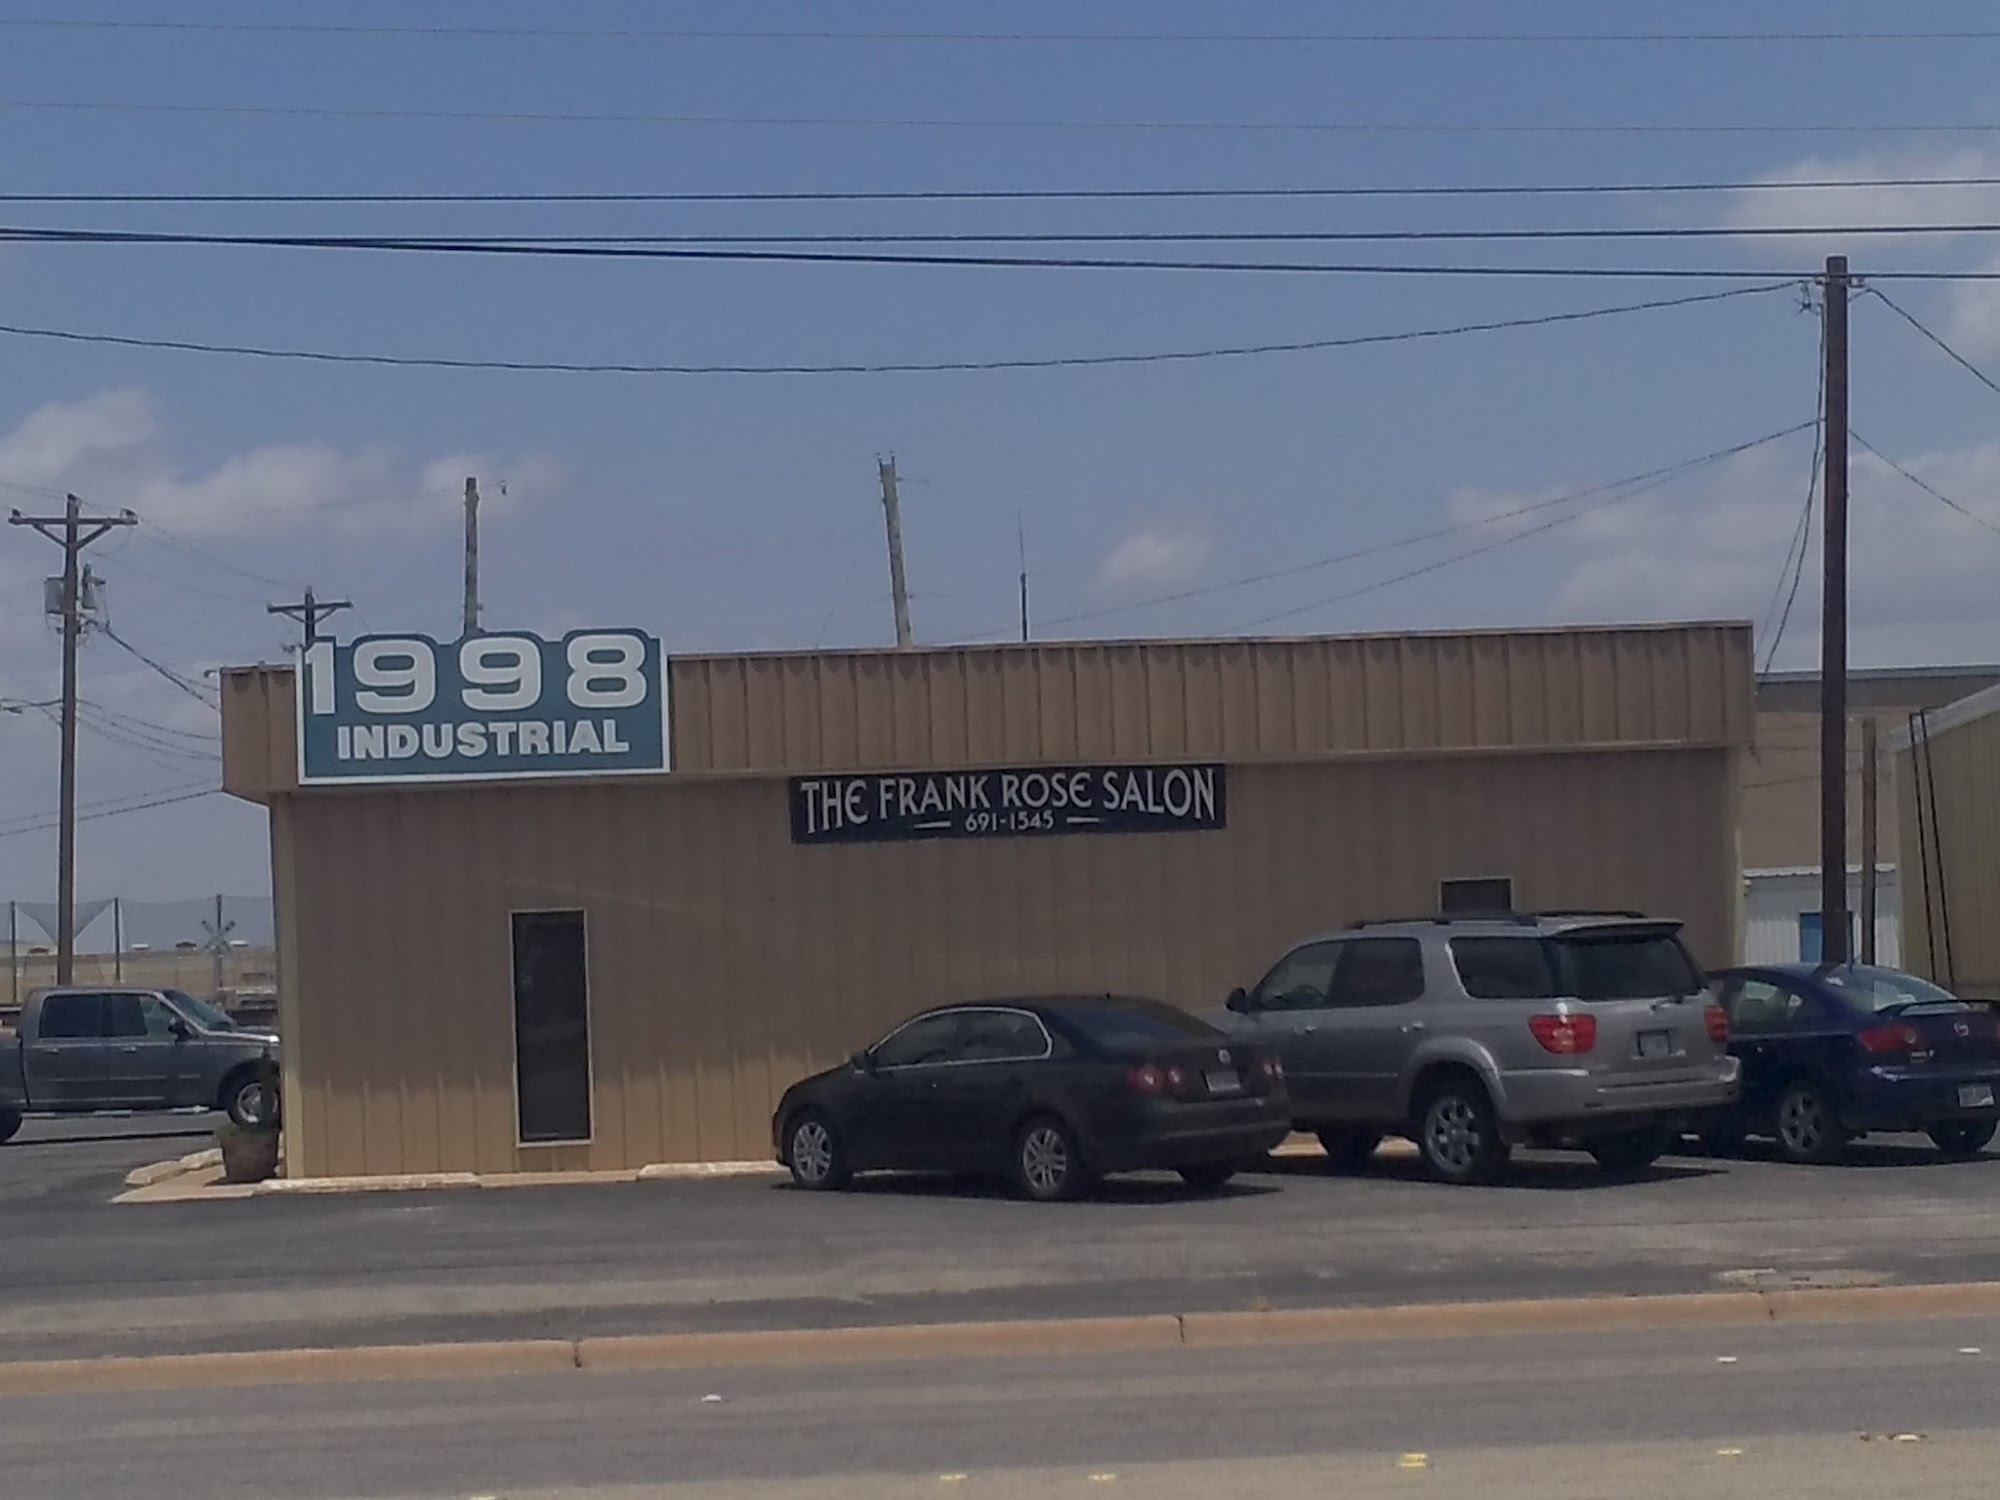 1998
INDUSTRIAL
THE FRANK ROSE SALON
691-1545